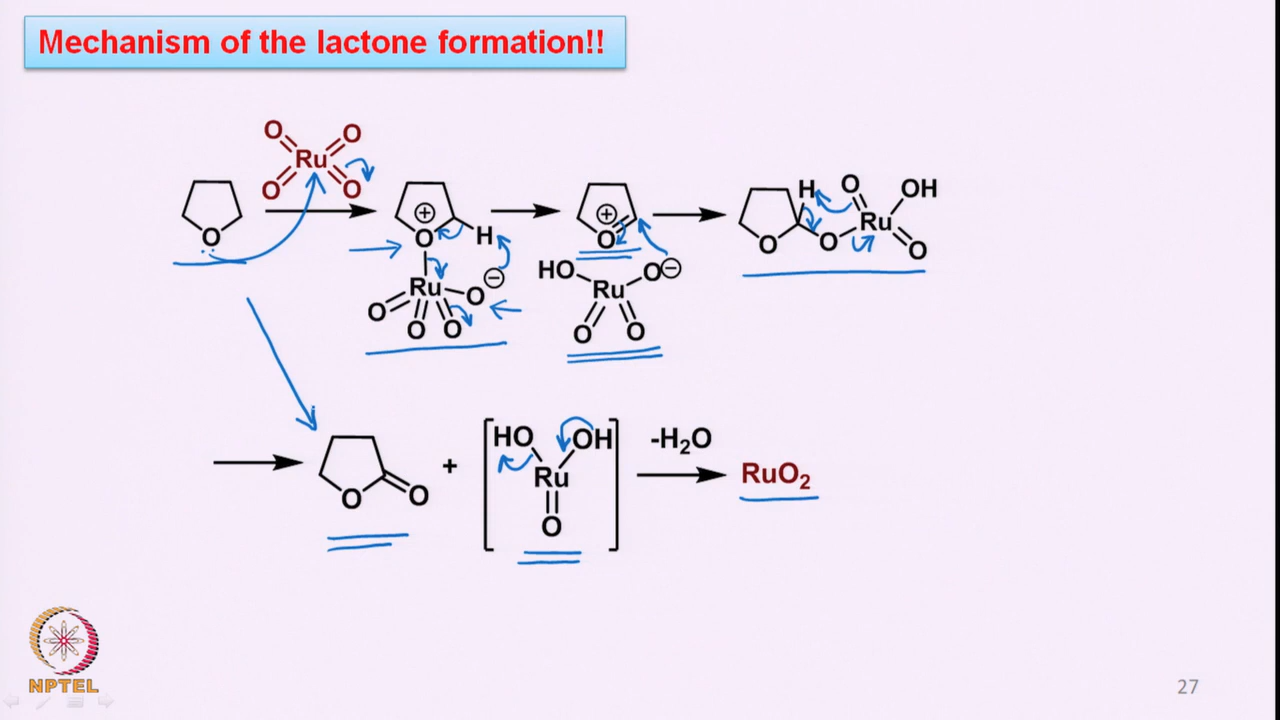 Mechanism of the lactone formation!!
O O
Ru
O O
O
O H
Ru
O O
O O
O
HO O
Ru
O O
H O OH
Ru
O O O
O O
+
HO OH
Ru
O
-H2O
RuO2
NPTEL
27